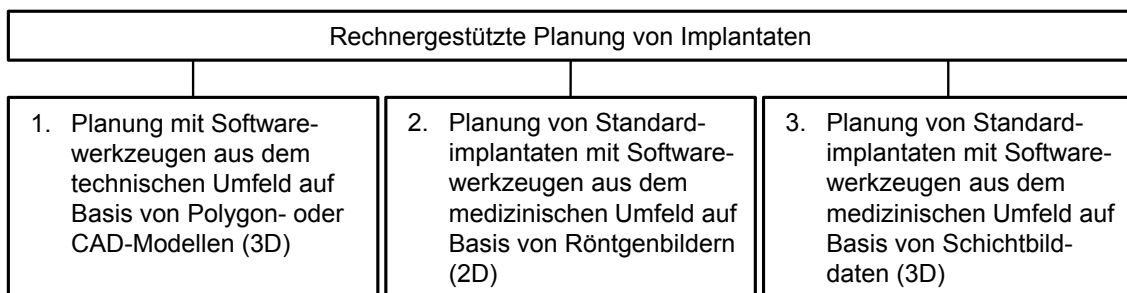 Rechnergestützte Planung von Implantaten
1. Planung mit Software-
werkzeugen aus dem
technischen Umfeld auf
Basis von Polygon- oder
CAD-Modellen (3D)
2. Planung von Standard-
implantaten mit Software-
werkzeugen aus dem
medizinischen Umfeld auf
Basis von Röntgenbildern
(2D)
3. Planung von Standard-
implantaten mit Software-
werkzeugen aus dem
medizinischen Umfeld auf
Basis von Schichtbild-
daten (3D)